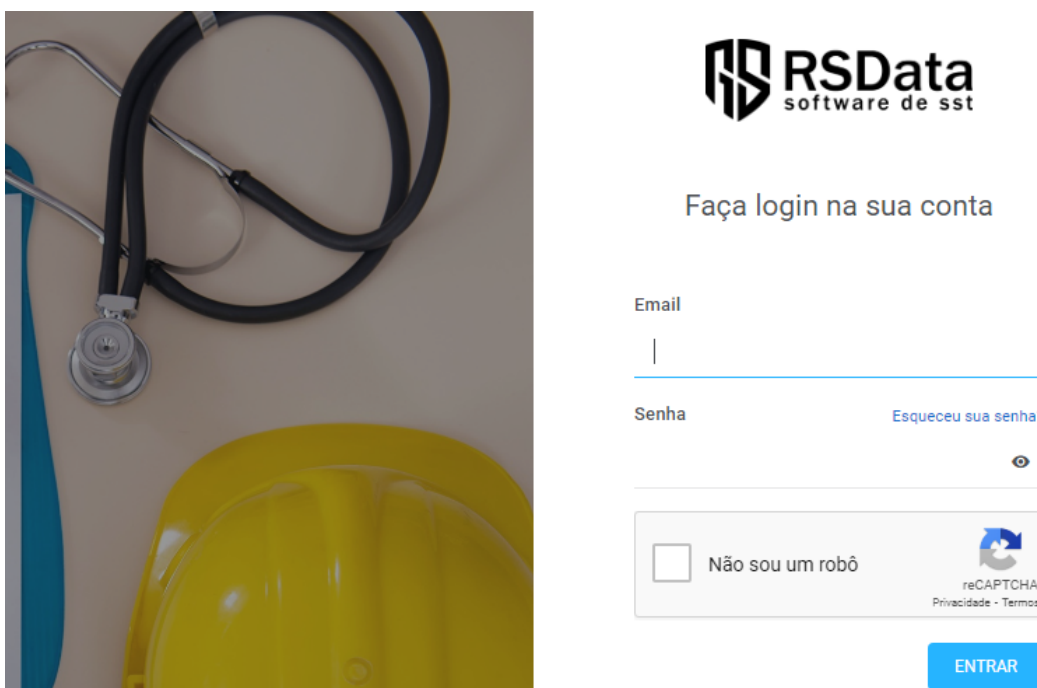 RSData
software de sst
Faça login na sua conta
Email
Senha
Esqueceu sua senha
Não sou um robô
reCAPTCHA
Privacidade - Termos
ENTRAR